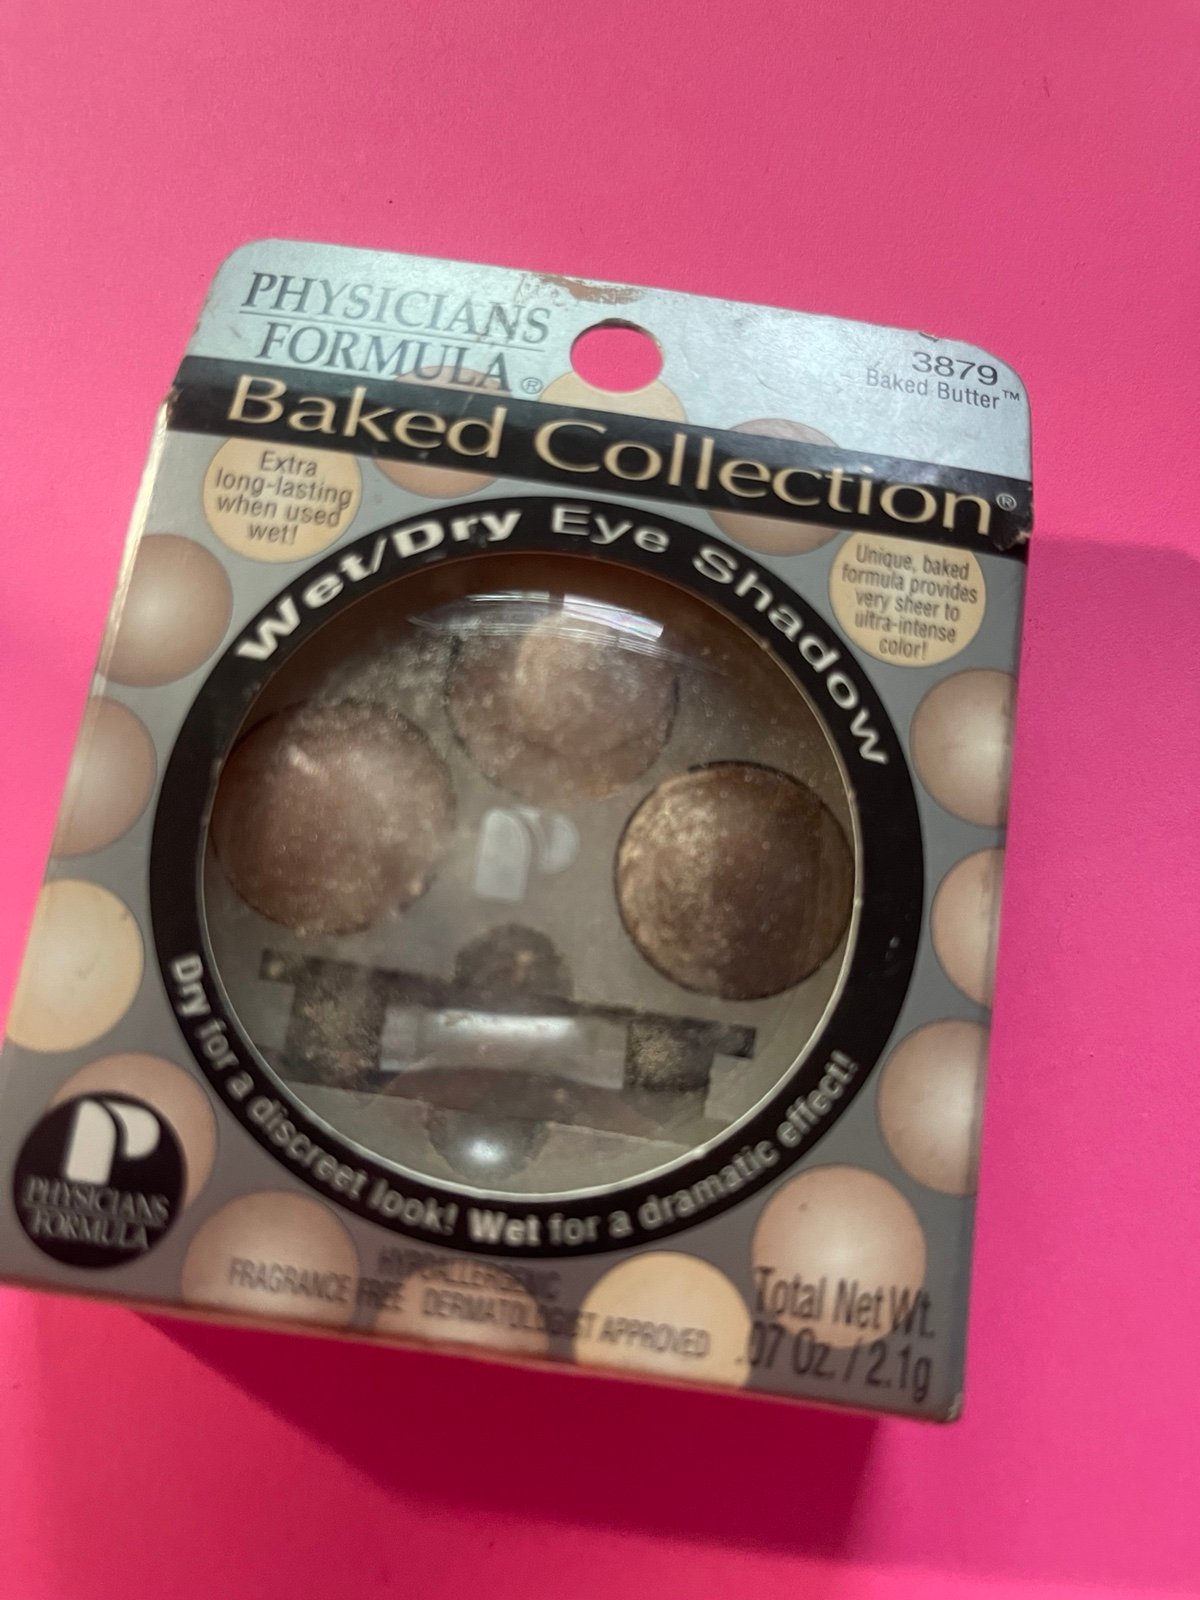 PHYSICIANS
FORMULA®
3879
Baked Butter™
Baked Collection®
Extra
long-lasting
when used
wet!
Wet/Dry Eye Shadow
Unique, baked
formula provides
very sheer to
ultra-intense
color!
Dry for a discreet look! Wet for a dramatic effect!
PHYSICIANS
FORMULA
HYPOALLERGENIC
FRAGRANCE FREE DERMATOLOGIST APPROVED
Total Net Wt.
.07 Oz. / 2.1g